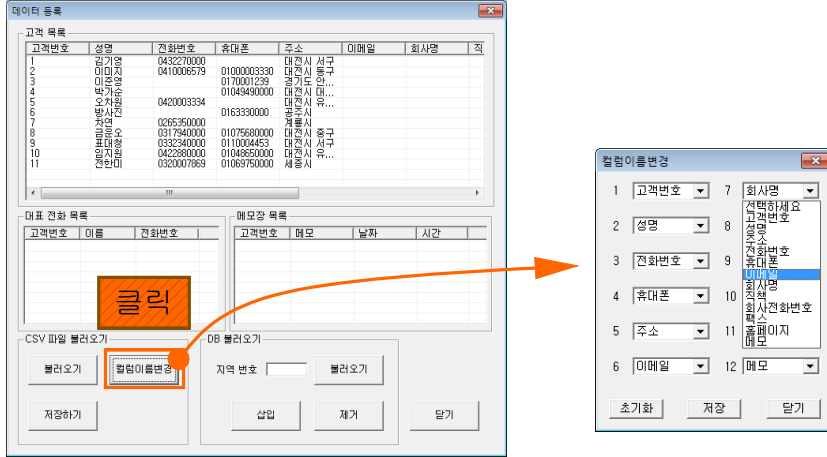 데이터 등록
고객 목록
고객번호 성명 전화번호 휴대폰 주소 이메일 회사명 직
1 김기영 0432270000 대전시 서구
2 이미지 0410006579 01000003330 대전시 동구
3 이준영 0170001239 경기도 안...
4 박가순 01049490000 대전시 대...
5 오차원 0420003334 대전시 유...
6 방사진 0163330000 공주시
7 차연 0265350000 계룡시
8 금운오 0317940000 01075680000 대전시 중구
9 표대형 0332340000 0110004453 대전시 서구
10 임지원 0422880000 01048650000 대전시 유...
11 전한미 0320007869 01069750000 세종시
대표 전화 목록
고객번호 이름 전화번호
메모장 목록
고객번호 메모 날짜 시간
클릭
CSV 파일 불러오기
불러오기 컬럼이름변경
저장하기
DB 불러오기
지역 번호 불러오기
삽입 제거 닫기
컬럼이름변경
1 고객번호 7 회사명
2 성명 8
3 전화번호 9
4 휴대폰 10
5 주소 11
6 이메일 12 메모
선택하세요
고객번호
성명
주소
전화번호
휴대폰
이메일
회사명
직책
회사전화번호
팩스
홈페이지
메모
초기화 저장 닫기